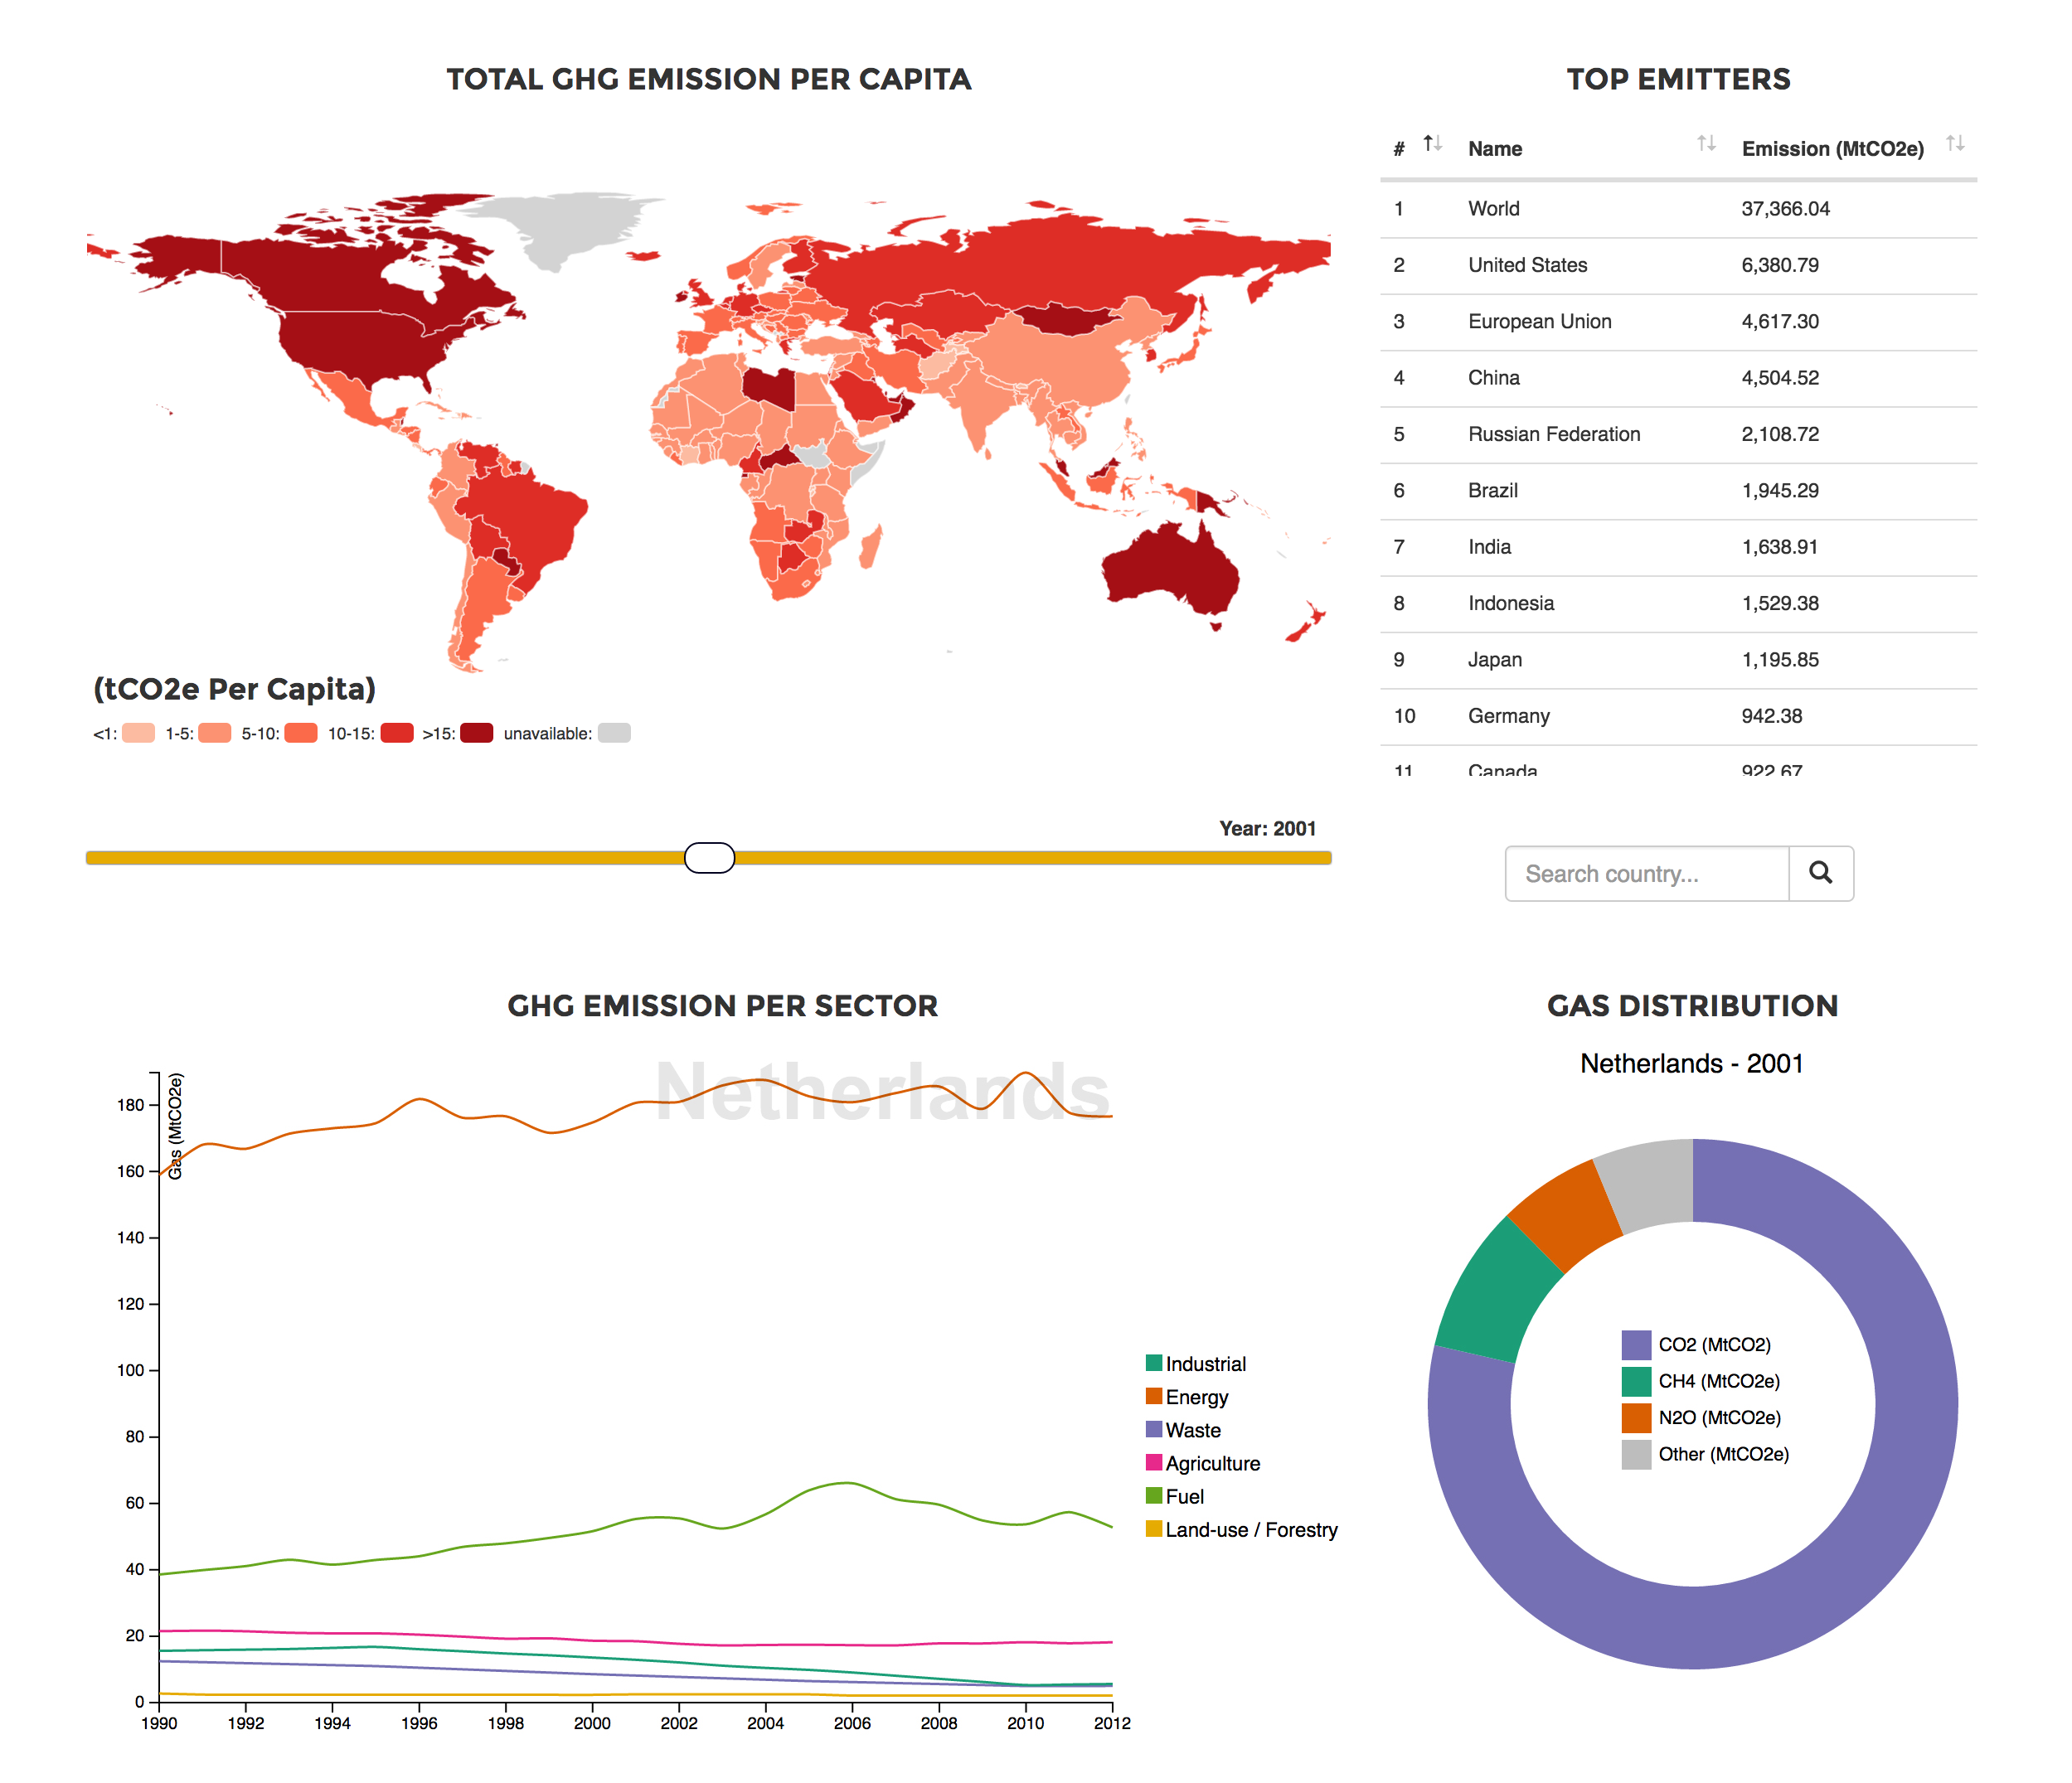 TOTAL GHG EMISSION PER CAPITA
(tCO2e Per Capita)
<1: 1-5: 5-10: 10-15: >15: unavailable:
Year: 2001
TOP EMITTERS
# Name Emission (MtCO2e)
1 World 37,366.04
2 United States 6,380.79
3 European Union 4,617.30
4 China 4,504.52
5 Russian Federation 2,108.72
6 Brazil 1,945.29
7 India 1,638.91
8 Indonesia 1,529.38
9 Japan 1,195.85
10 Germany 942.38
11 Canada 922.67
Search country...
GHG EMISSION PER SECTOR
Netherlands
Gas (MtCO2e)
180
160
140
120
100
80
60
40
20
0
1990 1992 1994 1996 1998 2000 2002 2004 2006 2008 2010 2012
Industrial
Energy
Waste
Agriculture
Fuel
Land-use / Forestry
GAS DISTRIBUTION
Netherlands - 2001
CO2 (MtCO2)
CH4 (MtCO2e)
N2O (MtCO2e)
Other (MtCO2e)